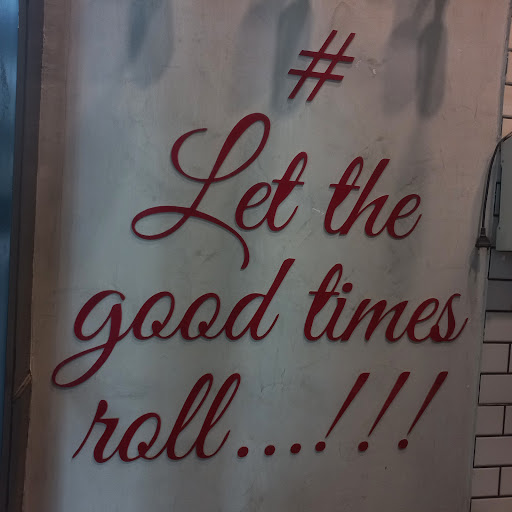 #
Let the
good times
roll....!!!